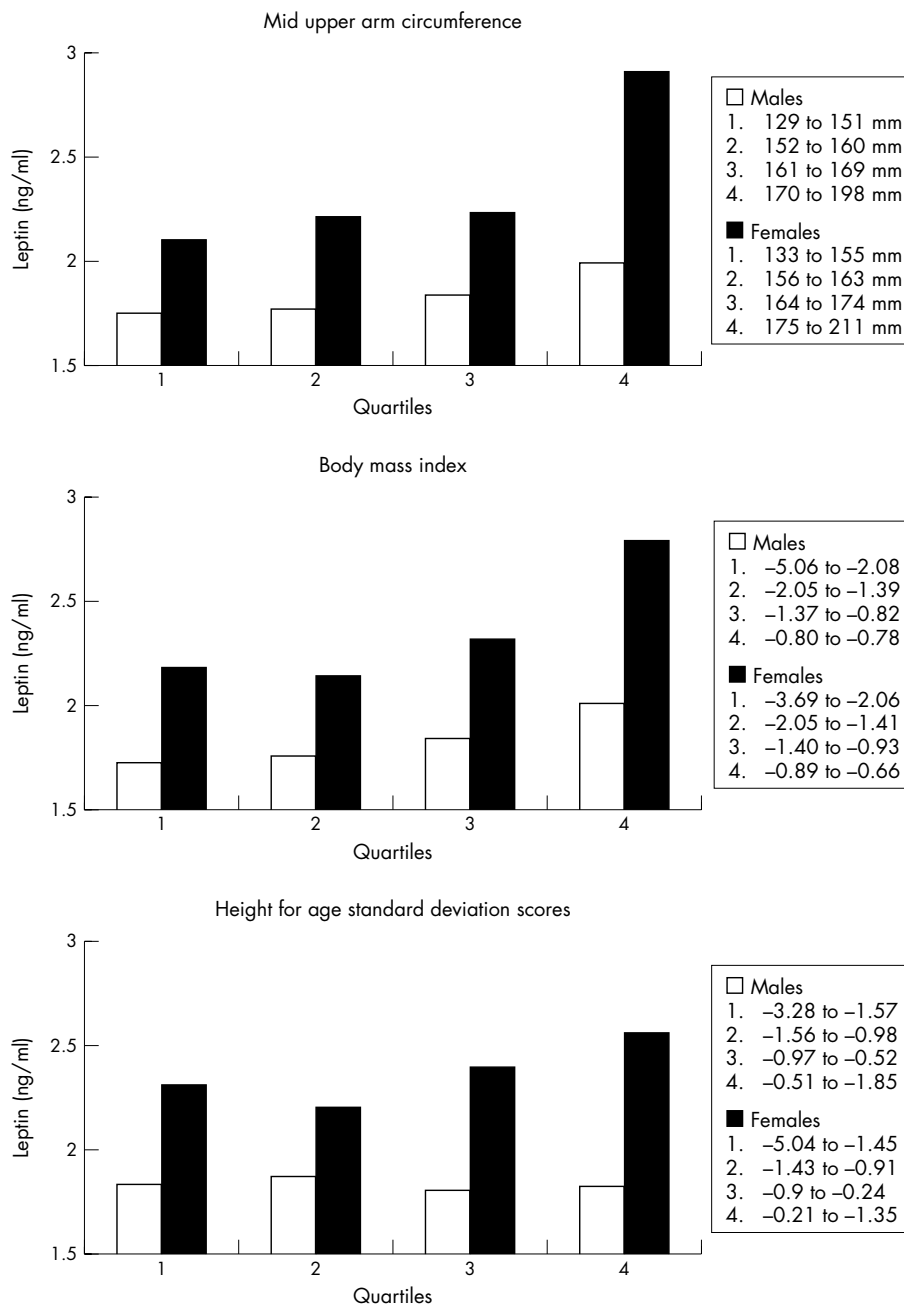 Mid upper arm circumference
3
2.5
2
1.5
Leptin (ng/ml)
1
2
3
4
Quartiles
Males
1. 129 to 151 mm
2. 152 to 160 mm
3. 161 to 169 mm
4. 170 to 198 mm
Females
1. 133 to 155 mm
2. 156 to 163 mm
3. 164 to 174 mm
4. 175 to 211 mm
Body mass index
3
2.5
2
1.5
Leptin (ng/ml)
1
2
3
4
Quartiles
Males
1. –5.06 to –2.08
2. –2.05 to –1.39
3. –1.37 to –0.82
4. –0.80 to –0.78
Females
1. –3.69 to –2.06
2. –2.05 to –1.41
3. –1.40 to –0.93
4. –0.89 to –0.66
Height for age standard deviation scores
3
2.5
2
1.5
Leptin (ng/ml)
1
2
3
4
Quartiles
Males
1. –3.28 to –1.57
2. –1.56 to –0.98
3. –0.97 to –0.52
4. –0.51 to –1.85
Females
1. –5.04 to –1.45
2. –1.43 to –0.91
3. –0.9 to –0.24
4. –0.21 to –1.35